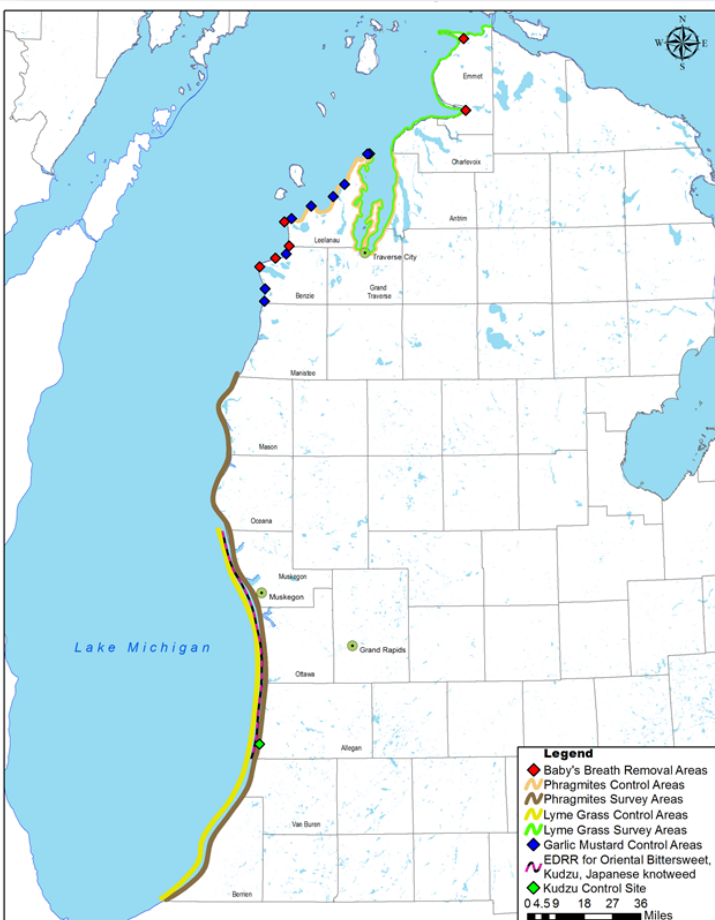 N
W E
S
Emmet
Charlevoix
Antrim
Leelanau
Traverse City
Benzie
Grand
Traverse
Manistee
Mason
Oceana
Muskegon
Muskegon
Lake Michigan
Grand Rapids
Ottawa
Allegan
Van Buren
Berrien
Legend
Baby's Breath Removal Areas
Phragmites Control Areas
Phragmites Survey Areas
Lyme Grass Control Areas
Lyme Grass Survey Areas
Garlic Mustard Control Areas
EDRR for Oriental Bittersweet,
Kudzu, Japanese knotweed
Kudzu Control Site
0 4.5 9 18 27 36
Miles